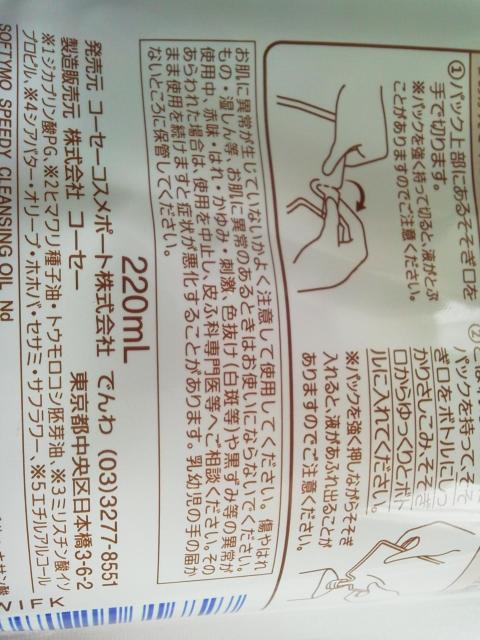 ①パック上部にあるそそぎ口を
手で切ります。
※パックを強く持って切ると、液がとぶ
ことがありますのでご注意ください。
②
パックを持って、そそ
ぎ口をボトルにしっ
かりさしこみ、そそぎ
口からゆっくりとボト
ルに入れてください。
※パックを強く押しながらそそぎ
入れると、液があふれ出ることが
ありますのでご注意ください。
お肌に異常が生じていないかよく注意して使用してください。傷やはれ
もの・湿しん等、お肌に異常のあるときはお使いにならないでください。
使用中、赤味・はれ・かゆみ・刺激、色抜け(白斑等)や黒ずみ等の異常が
あらわれた場合は、使用を中止し、皮ふ科専門医等へご相談ください。その
まま使用を続けますと症状が悪化することがあります。乳幼児の手の届か
ないところに保管してください。
220mL
発売元 コーセーコスメポート株式会社 でんわ (03)3277-8551
製造販売元 株式会社 コーセー 東京都中央区日本橋3-6-2
※1ジカプリン酸PG、※2ヒマワリ種子油・トウモロコシ胚芽油、※3ミリスチン酸イソ
プロピル、※4シアバター・オリーブ・ホホバ・セサミ・サフラワー、※5エチルアルコール
SOFTYMO SPEEDY CLEANSING OIL Nd